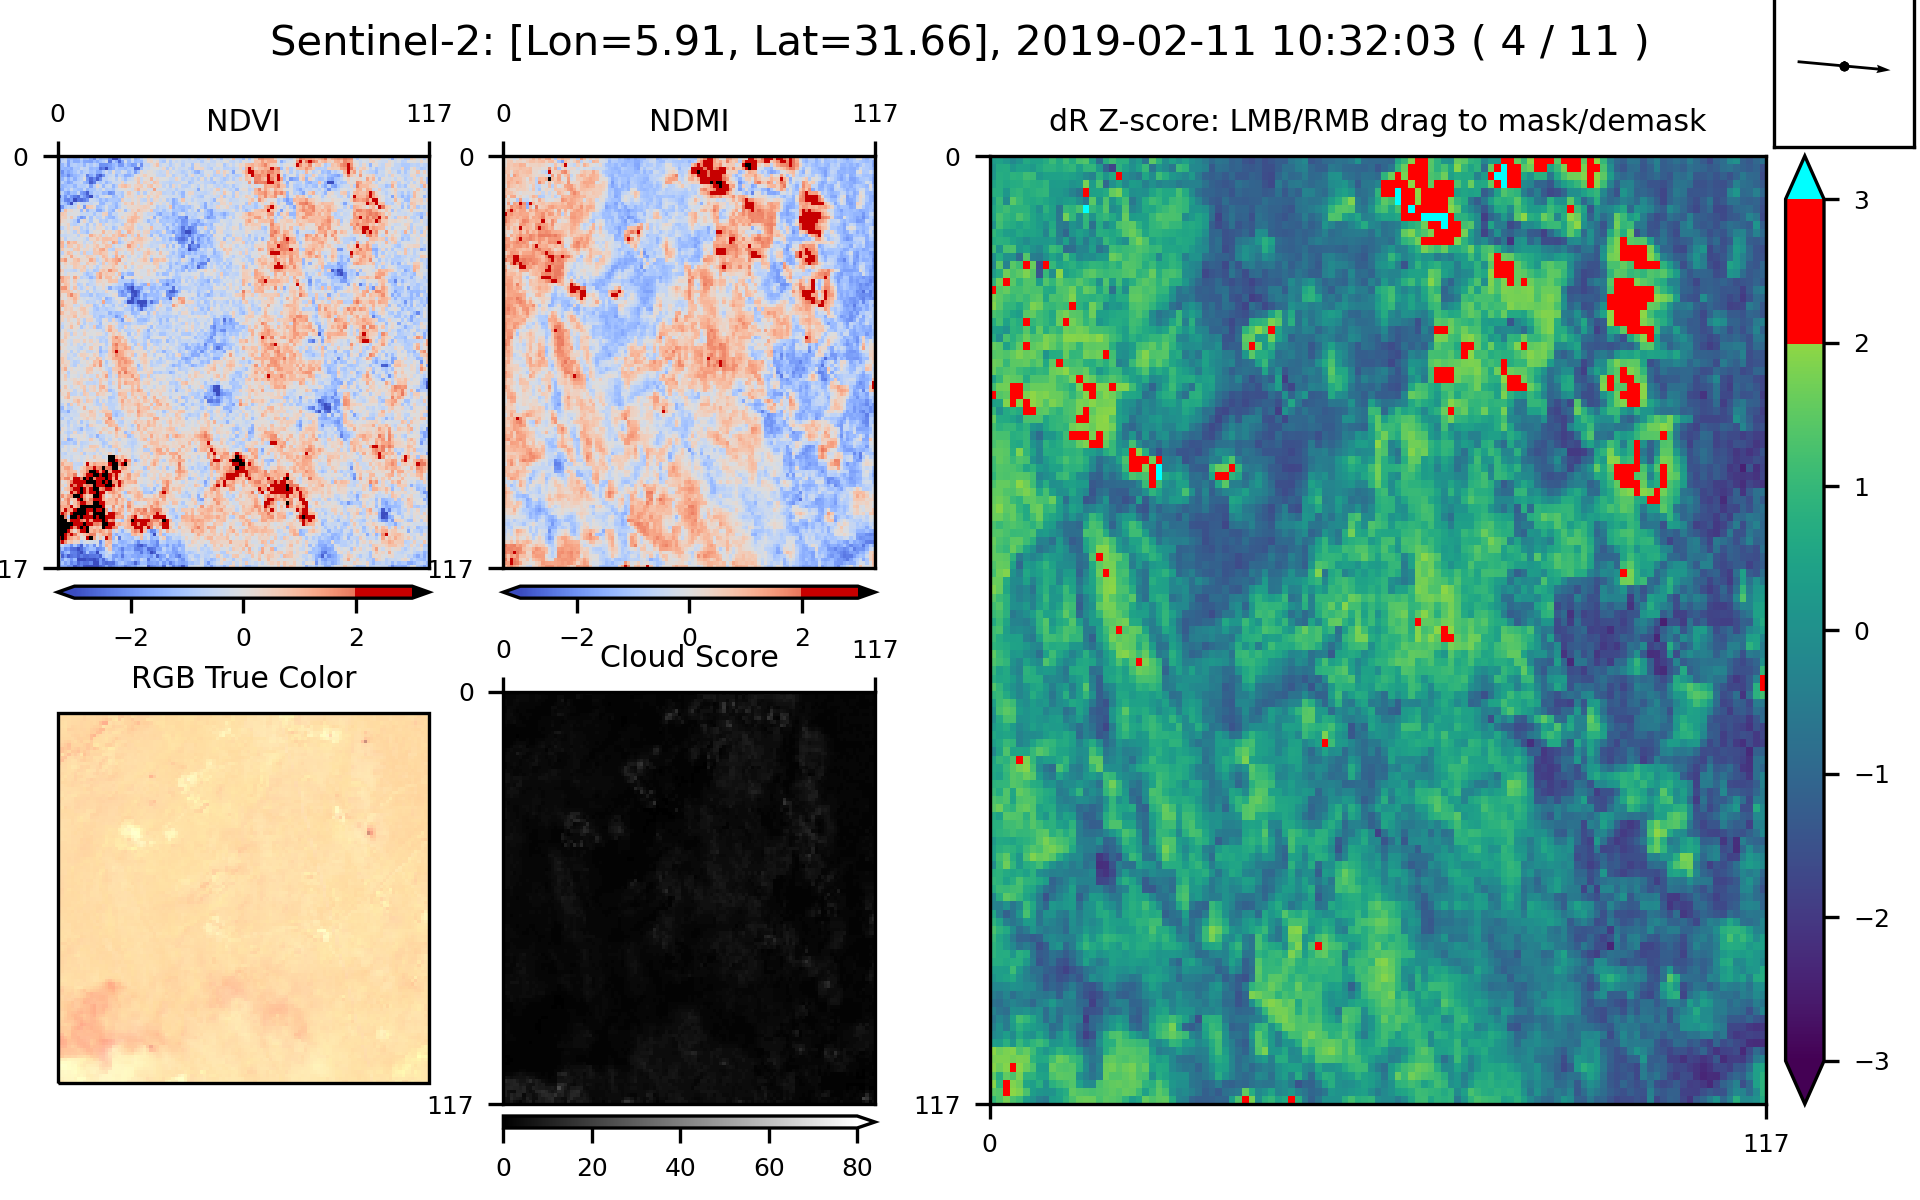 Sentinel-2: [Lon=5.91, Lat=31.66], 2019-02-11 10:32:03 ( 4 / 11 )
0 NDVI 117
0
17
−2 0 2
0 NDMI 117
0
117
−2 0 2
dR Z-score: LMB/RMB drag to mask/demask
0
117
0 117
3
2
1
0
−1
−2
−3
RGB True Color
0 Cloud Score 117
0
117
0 20 40 60 80